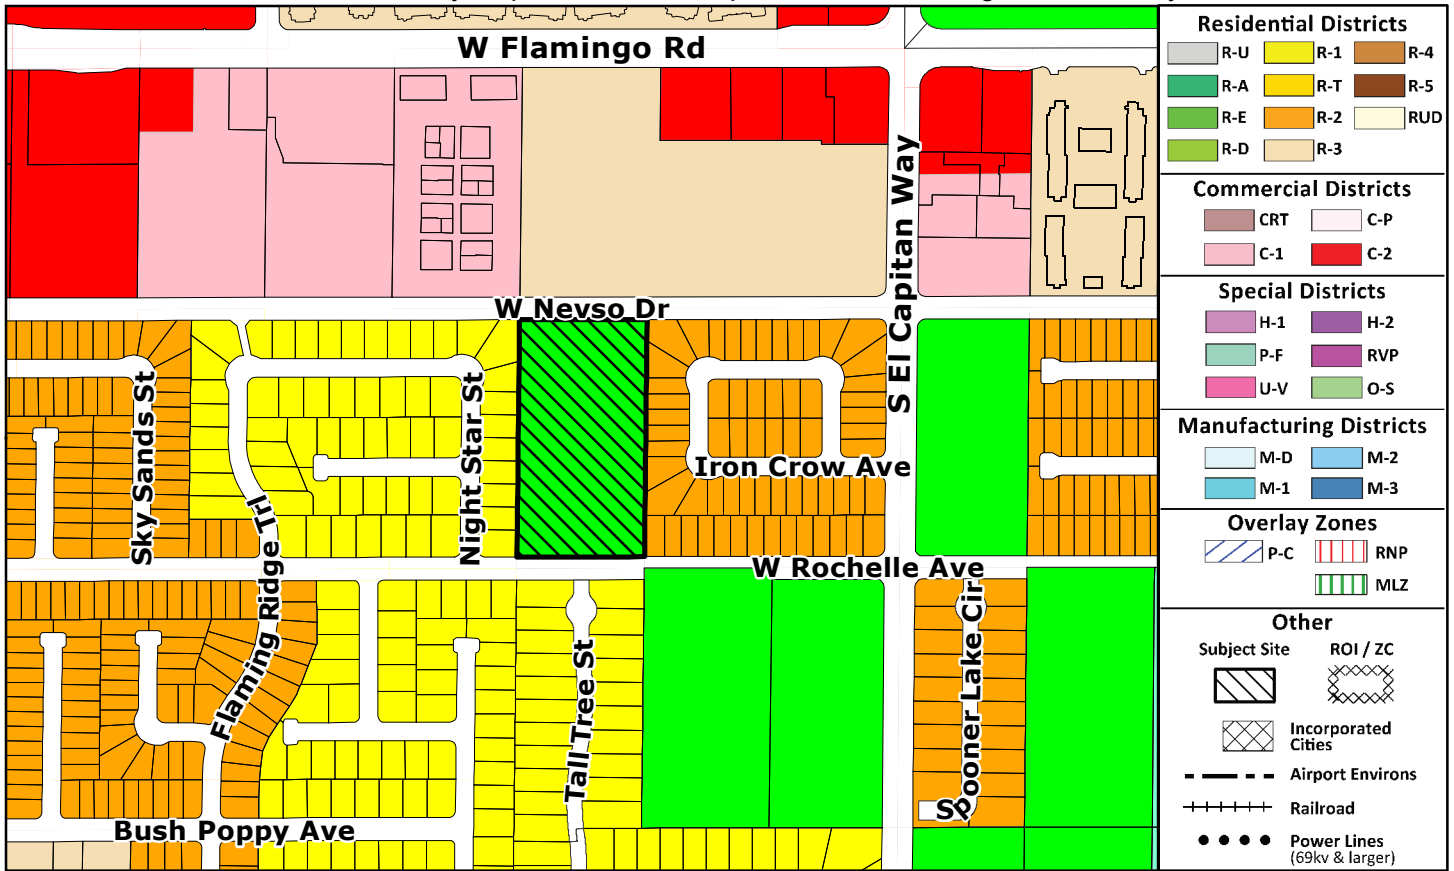 W Flamingo Rd
S El Capitan Way
W Nevso Dr
Sky Sands St
Night Star St
Iron Crow Ave
Flaming Ridge Trl
W Rochelle Ave
Tall Tree St
Spooner Lake Cir
Bush Poppy Ave
Residential Districts
R-U R-1 R-4
R-A R-T R-5
R-E R-2 RUD
R-D R-3
Commercial Districts
CRT C-P
C-1 C-2
Special Districts
H-1 H-2
P-F RVP
U-V O-S
Manufacturing Districts
M-D M-2
M-1 M-3
Overlay Zones
P-C RNP
MLZ
Other
Subject Site ROI / ZC
Incorporated
Cities
Airport Environs
Railroad
Power Lines
(69kv & larger)